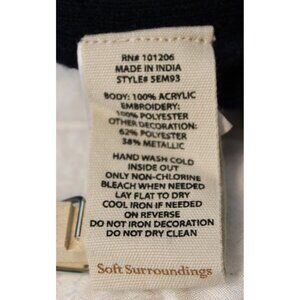 RN# 101206
MADE IN INDIA
STYLE #5EM93
BODY: 100% ACRYLIC
EMBROIDERY:
100% POLYESTER
OTHER DECORATION:
62% POLYESTER
38% METALLIC
HAND WASH COLD
INSIDE OUT
ONLY NON-CHLORINE
BLEACH WHEN NEEDED
LAY FLAT TO DRY
COOL IRON IF NEEDED
ON REVERSE
DO NOT IRON DECORATION
DO NOT DRY CLEAN
Soft Surroundings